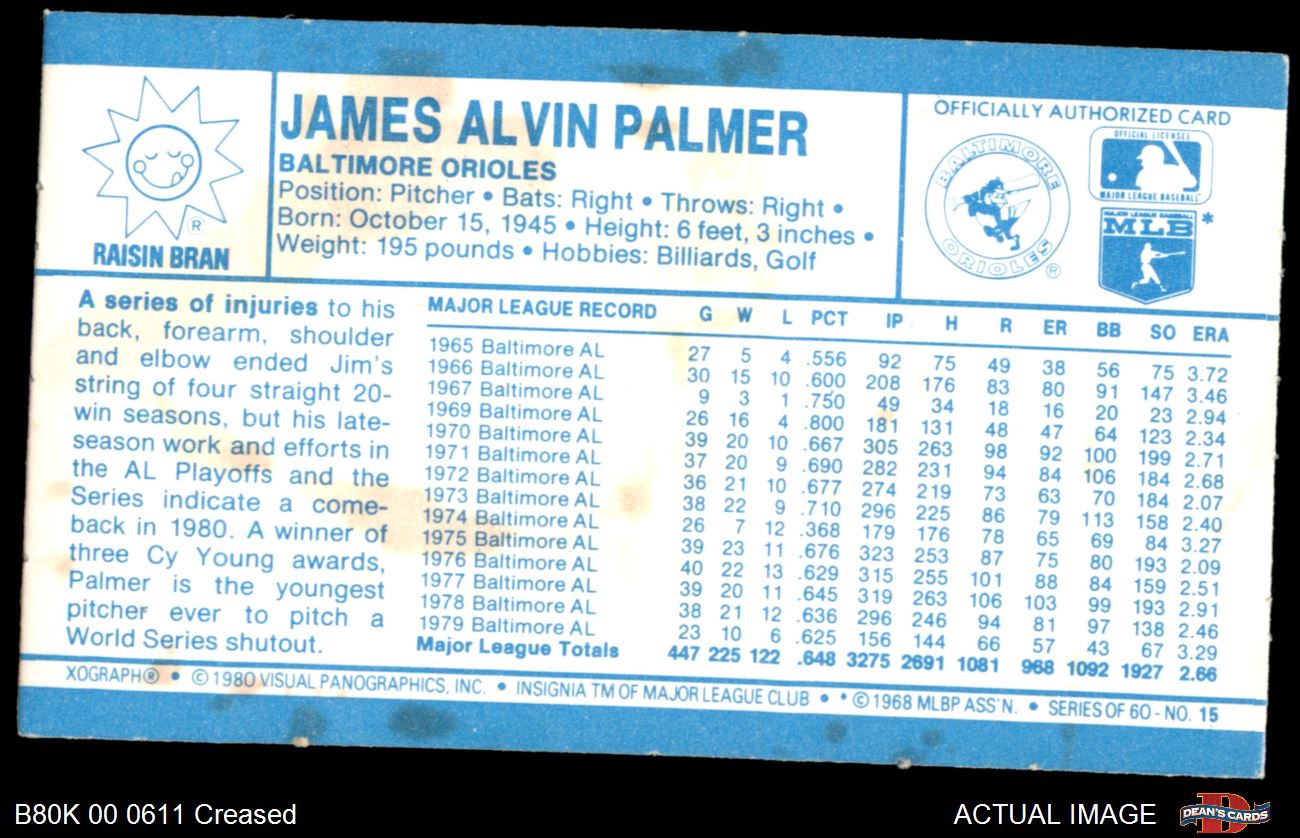 JAMES ALVIN PALMER
BALTIMORE ORIOLES
Position: Pitcher • Bats: Right • Throws: Right •
Born: October 15, 1945 • Height: 6 feet, 3 inches •
Weight: 195 pounds • Hobbies: Billiards, Golf
®
RAISIN BRAN
OFFICIALLY AUTHORIZED CARD
BALTIMORE
ORIOLES
®
OFFICIAL LICENSEE
MAJOR LEAGUE BASEBALL
MAJOR LEAGUE BASEBALL
MLB *
A series of injuries to his
back, forearm, shoulder
and elbow ended Jim's
string of four straight 20-
win seasons, but his late-
season work and efforts in
the AL Playoffs and the
Series indicate a come-
back in 1980. A winner of
three Cy Young awards,
Palmer is the youngest
pitcher ever to pitch a
World Series shutout.
MAJOR LEAGUE RECORD G W L PCT IP H R ER BB SO ERA
1965 Baltimore AL 27 5 4 .556 92 75 49 38 56 75 3.72
1966 Baltimore AL 30 15 10 .600 208 176 83 80 91 147 3.46
1967 Baltimore AL 9 3 1 .750 49 34 18 16 20 23 2.94
1969 Baltimore AL 26 16 4 .800 181 131 48 47 64 123 2.34
1970 Baltimore AL 39 20 10 .667 305 263 98 92 100 199 2.71
1971 Baltimore AL 37 20 9 .690 282 231 94 84 106 184 2.68
1972 Baltimore AL 36 21 10 .677 274 219 73 63 70 184 2.07
1973 Baltimore AL 38 22 9 .710 296 225 86 79 113 158 2.40
1974 Baltimore AL 26 7 12 .368 179 176 78 65 69 84 3.27
1975 Baltimore AL 39 23 11 .676 323 253 87 75 80 193 2.09
1976 Baltimore AL 40 22 13 .629 315 255 101 88 84 159 2.51
1977 Baltimore AL 39 20 11 .645 319 263 106 103 99 193 2.91
1978 Baltimore AL 38 21 12 .636 296 246 94 81 97 138 2.46
1979 Baltimore AL 23 10 6 .625 156 144 66 57 43 67 3.29
Major League Totals 447 225 122 .648 3275 2691 1081 968 1092 1927 2.66
XOGRAPH® • © 1980 VISUAL PANOGRAPHICS, INC. • INSIGNIA TM OF MAJOR LEAGUE CLUB • * © 1968 MLBP ASS'N. • SERIES OF 60 - NO. 15
B80K 00 0611 Creased
ACTUAL IMAGE
D
DEAN'S CARDS